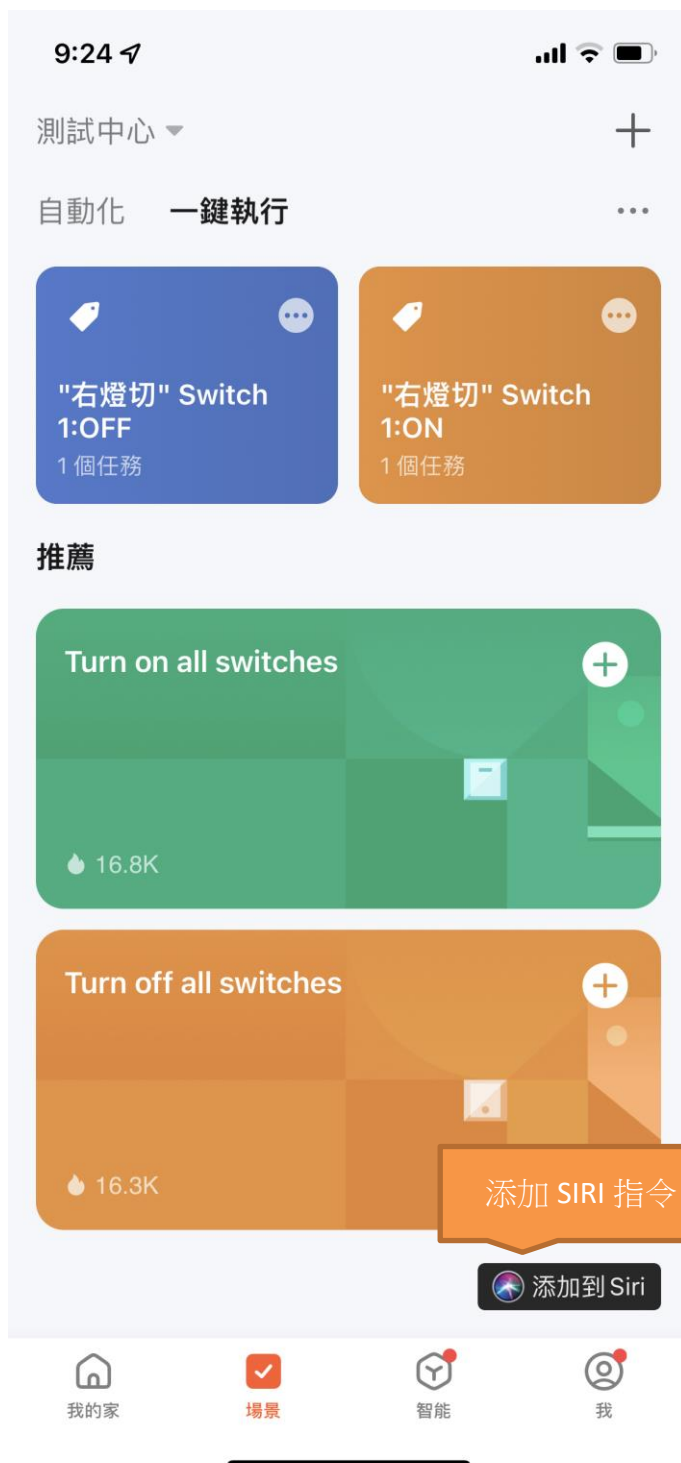 9:24
測試中心
自動化 一鍵執行
"右燈切" Switch
1:OFF
1 個任務
"右燈切" Switch
1:ON
1 個任務
推薦
Turn on all switches
16.8K
Turn off all switches
16.3K
添加 SIRI 指令
添加到 Siri
我的家 場景 智能 我